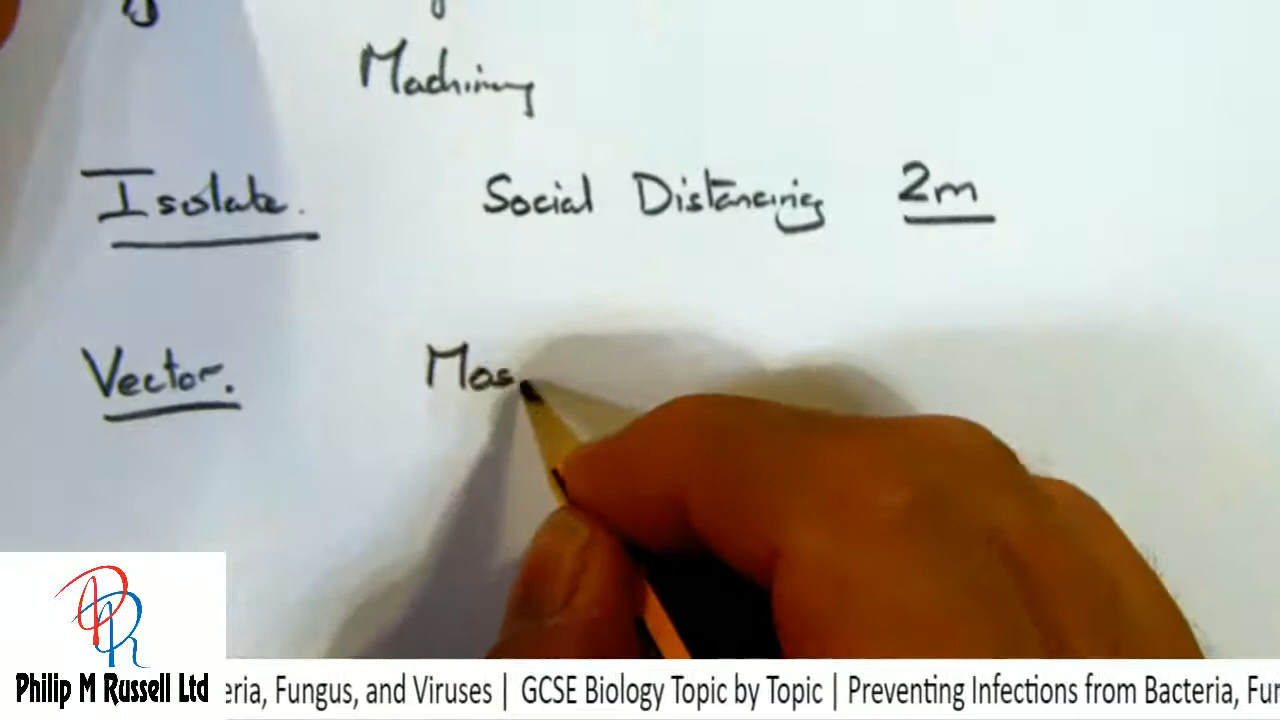 Machinery
Isolate.
Social Distancing 2m
Vector.
Mos
Philip M Russell Ltd
eria, Fungus, and Viruses | GCSE Biology Topic by Topic | Preventing Infections from Bacteria, Fun